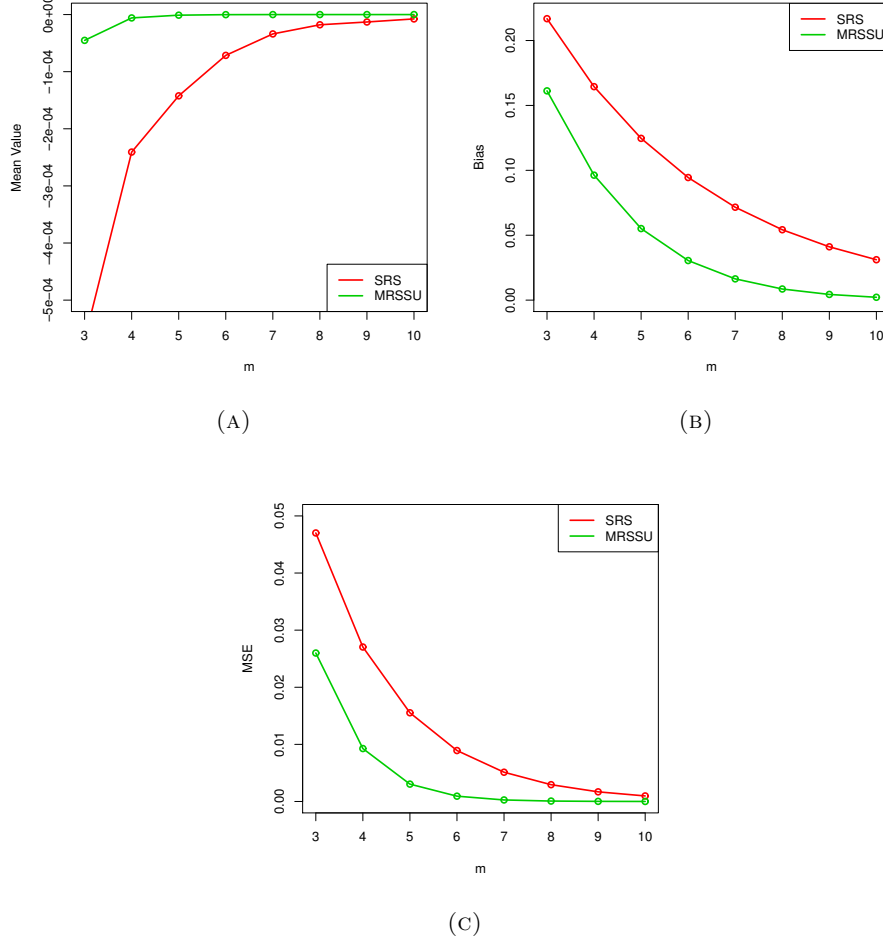 0e+00
-1e-04
-2e-04
-3e-04
-4e-04
-5e-04
Mean Value
SRS
MRSSU
3 4 5 6 7 8 9 10
m
(A)
0.20
0.15
0.10
0.05
0.00
Bias
SRS
MRSSU
3 4 5 6 7 8 9 10
m
(B)
0.05
0.04
0.03
0.02
0.01
0.00
MSE
SRS
MRSSU
3 4 5 6 7 8 9 10
m
(C)